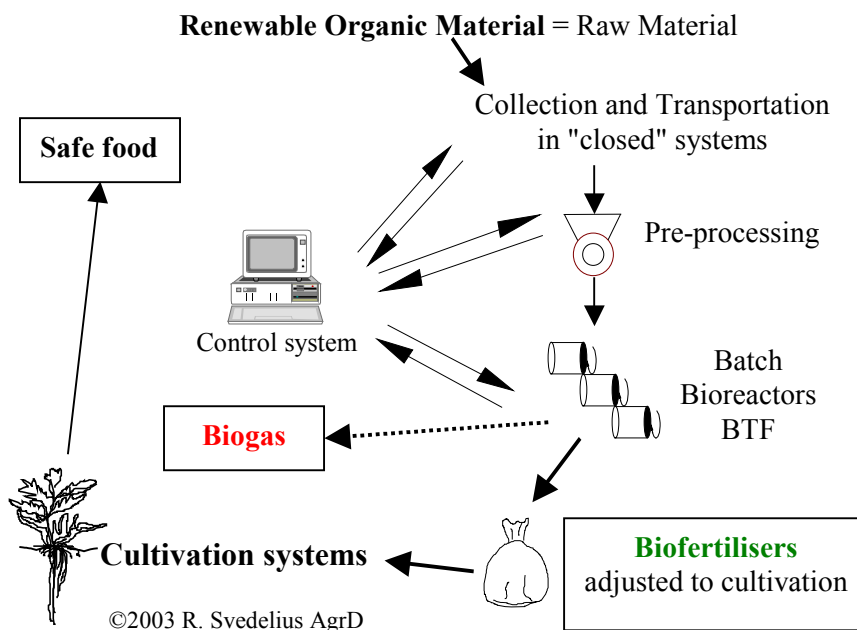 Renewable Organic Material = Raw Material
Collection and Transportation
in "closed" systems
Safe food
Pre-processing
Control system
Batch
Bioreactors
BTF
Biogas
Biofertilisers
adjusted to cultivation
Cultivation systems
©2003 R. Svedelius AgrD